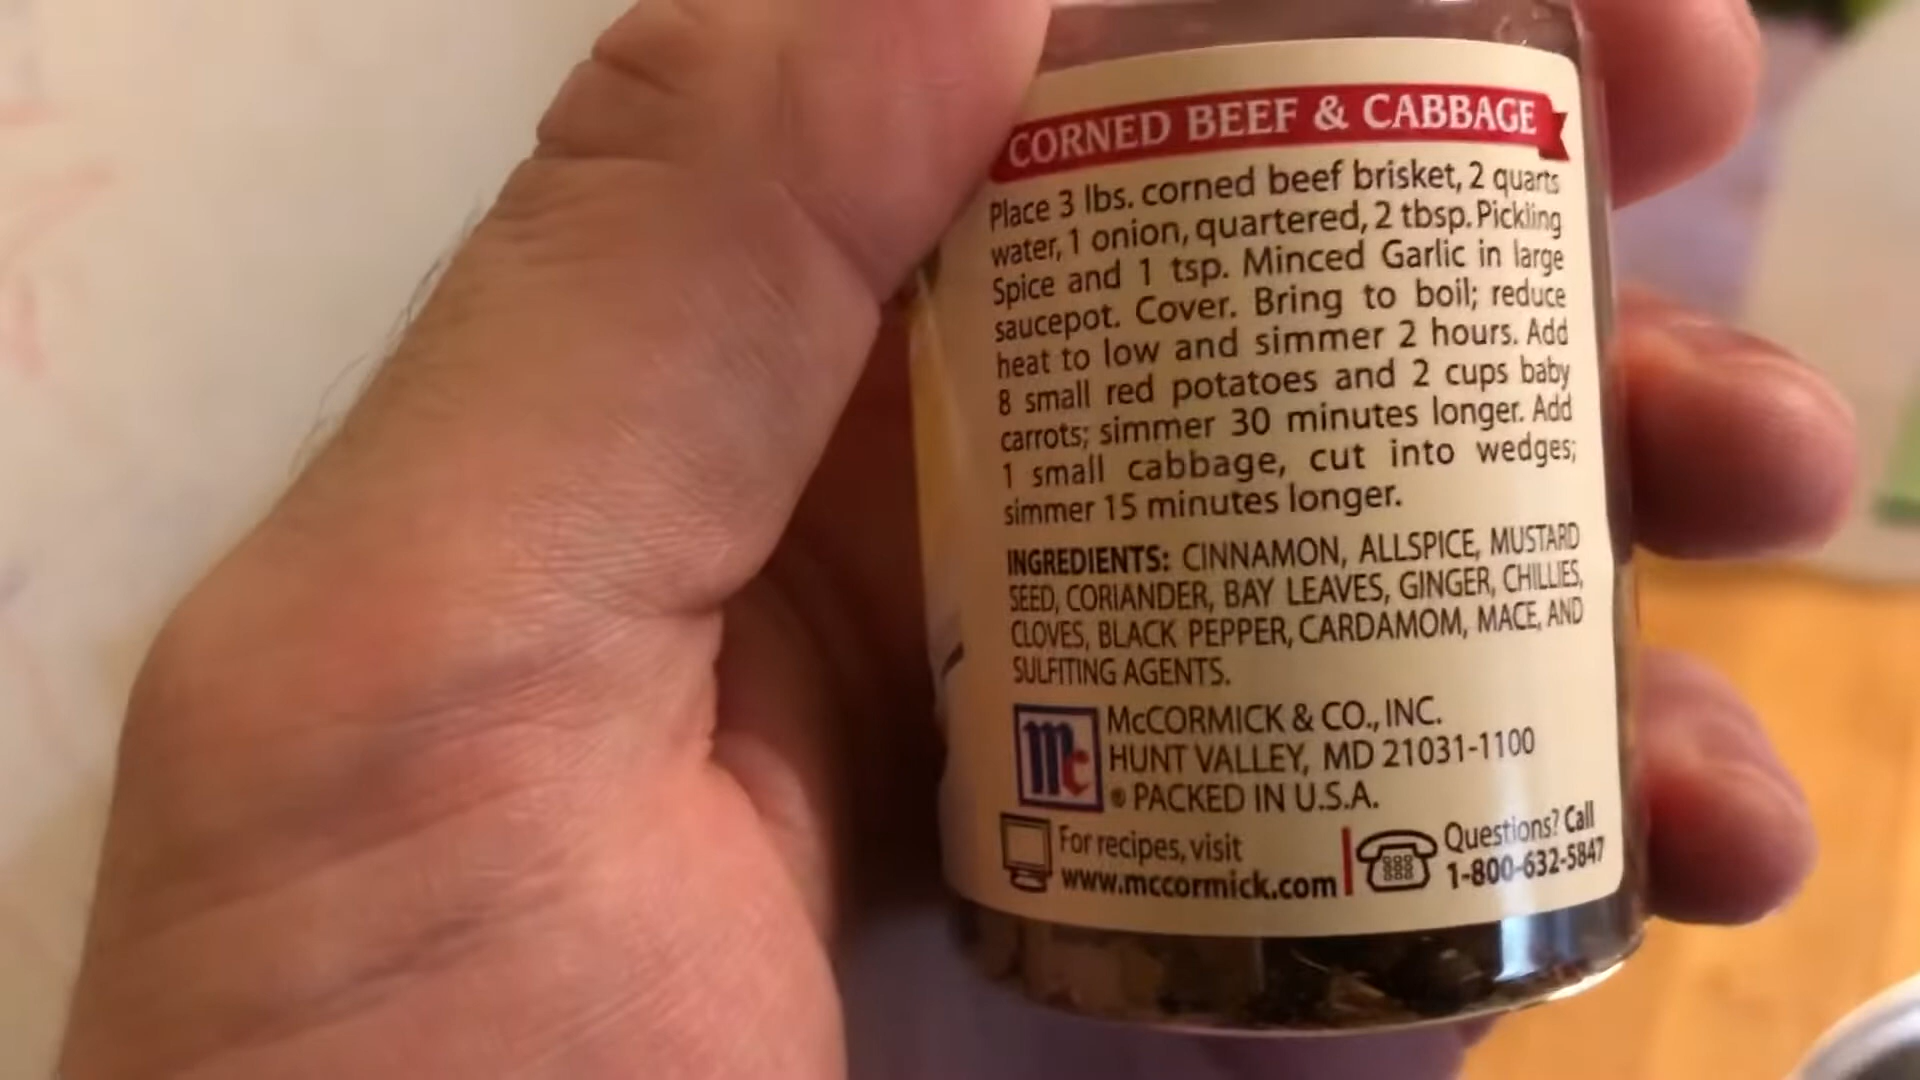 CORNED BEEF & CABBAGE
Place 3 lbs. corned beef brisket, 2 quarts
water, 1 onion, quartered, 2 tbsp. Pickling
Spice and 1 tsp. Minced Garlic in large
saucepot. Cover. Bring to boil; reduce
heat to low and simmer 2 hours. Add
8 small red potatoes and 2 cups baby
carrots; simmer 30 minutes longer. Add
1 small cabbage, cut into wedges;
simmer 15 minutes longer.
INGREDIENTS: CINNAMON, ALLSPICE, MUSTARD
SEED, CORIANDER, BAY LEAVES, GINGER, CHILLIES,
CLOVES, BLACK PEPPER, CARDAMOM, MACE, AND
SULFITING AGENTS.
Mc
McCORMICK & CO., INC.
HUNT VALLEY, MD 21031-1100
® PACKED IN U.S.A.
For recipes, visit
www.mccormick.com
Questions? Call
1-800-632-5847